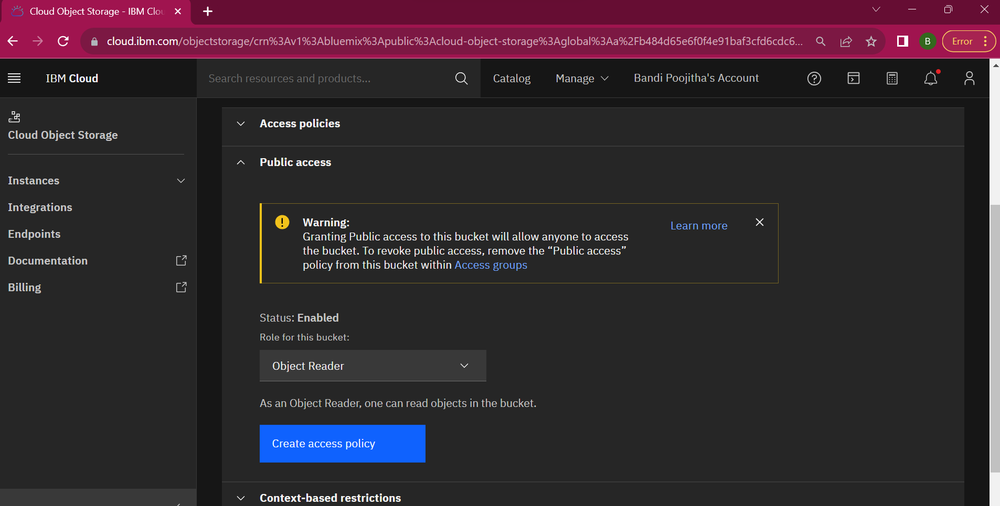 Cloud Object Storage - IBM Clou
cloud.ibm.com/objectstorage/crn%3Av1%3Abluemix%3Apublic%3Acloud-object-storage%3Aglobal%3Aa%2Fb484d65e6f0f4e91baf3cfd6cdc6...
B
Error
IBM Cloud
Search resources and products...
Catalog
Manage
Bandi Poojitha's Account
Cloud Object Storage
Instances
Integrations
Endpoints
Documentation
Billing
Access policies
Public access
Warning:
Granting Public access to this bucket will allow anyone to access
the bucket. To revoke public access, remove the “Public access”
policy from this bucket within Access groups
Learn more
Status: Enabled
Role for this bucket:
Object Reader
As an Object Reader, one can read objects in the bucket.
Create access policy
Context-based restrictions